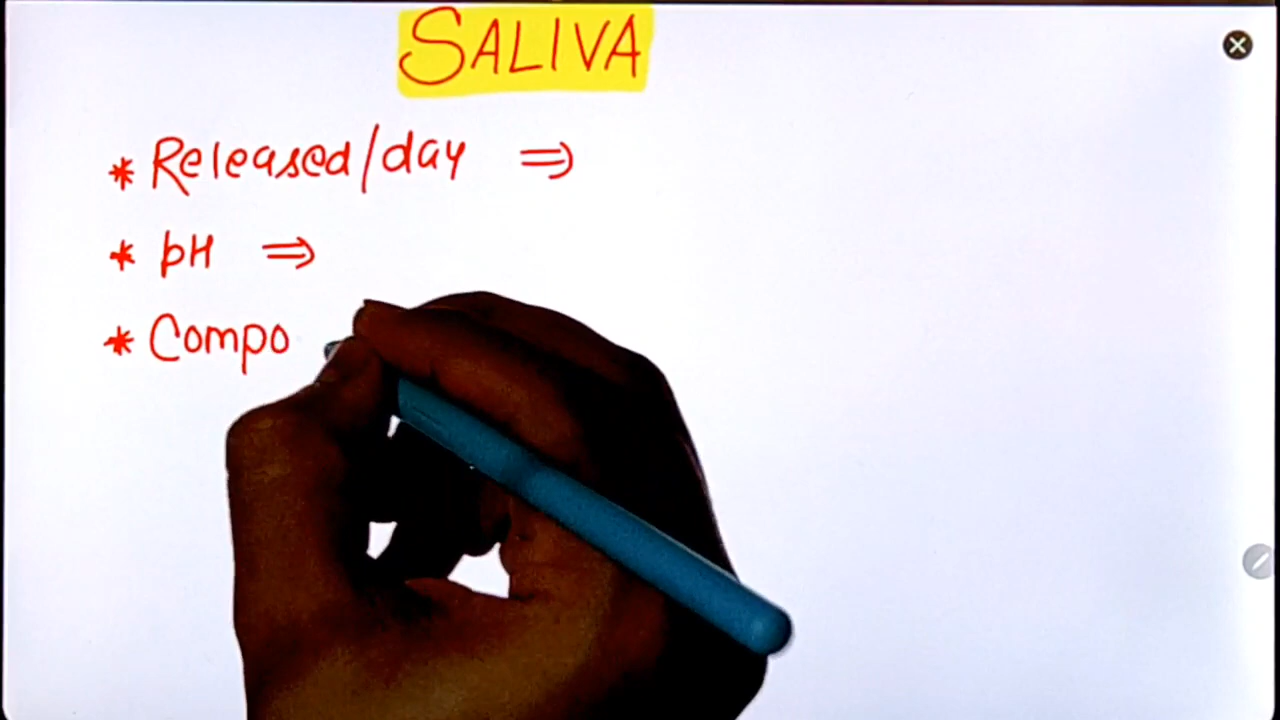 SALIVA
* Released/day ⇒
* pH ⇒
* Compo